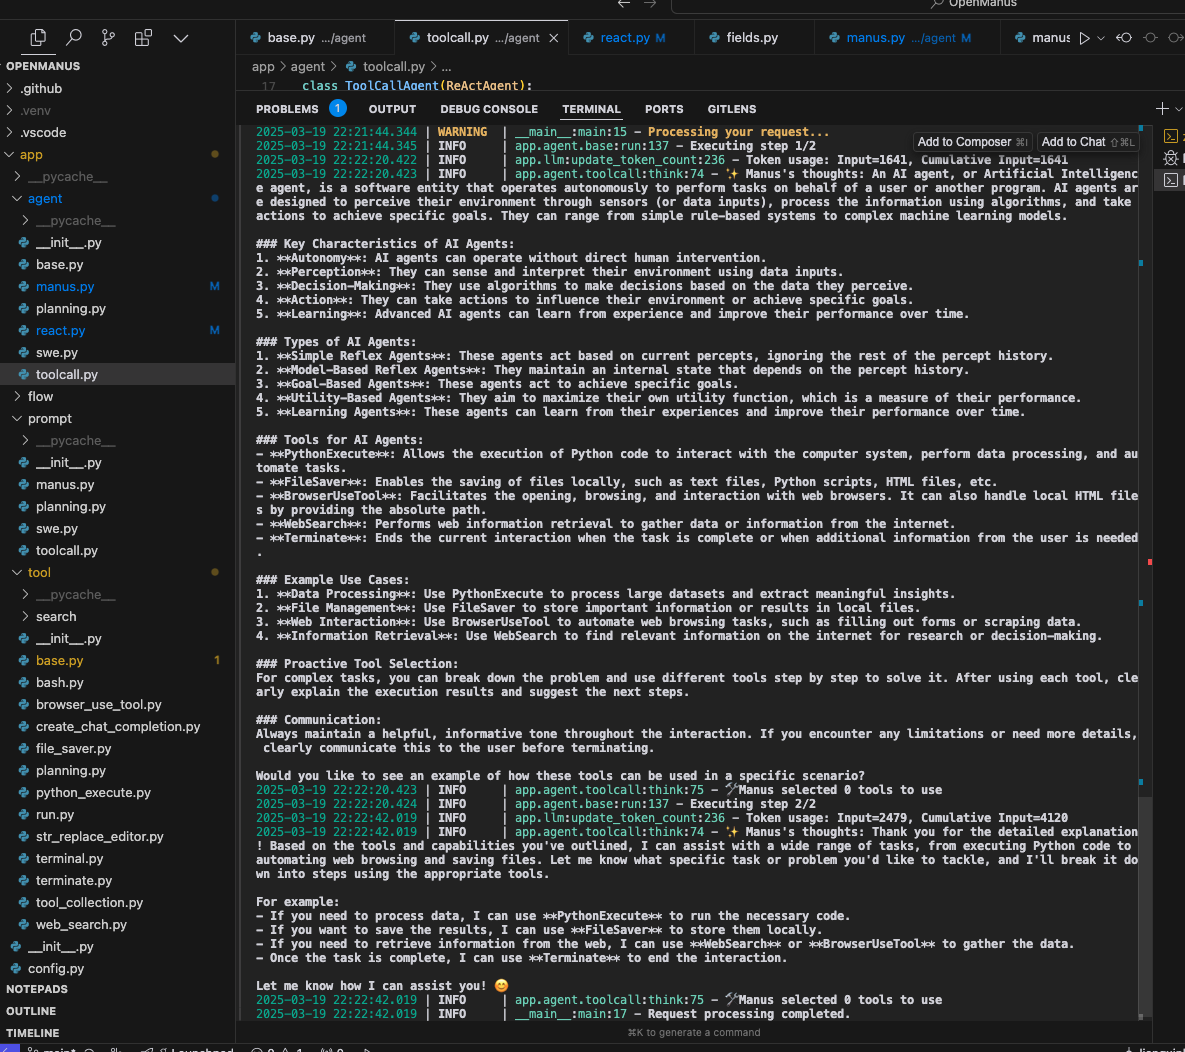 OpenManus
base.py .../agent
toolcall.py .../agent
react.py M
fields.py
manus.py .../agent M
manus
OPENMANUS
.github
.venv
.vscode
app
__pycache__
agent
__pycache__
__init__.py
base.py
manus.py M
planning.py
react.py M
swe.py
toolcall.py
flow
prompt
__pycache__
__init__.py
manus.py
planning.py
swe.py
toolcall.py
tool
__pycache__
search
__init__.py
base.py 1
bash.py
browser_use_tool.py
create_chat_completion.py
file_saver.py
planning.py
python_execute.py
run.py
str_replace_editor.py
terminal.py
terminate.py
tool_collection.py
web_search.py
__init__.py
config.py
NOTEPADS
OUTLINE
TIMELINE
app > agent > toolcall.py > ...
17 class ToolCallAgent(ReActAgent):
PROBLEMS 1 OUTPUT DEBUG CONSOLE TERMINAL PORTS GITLENS
Add to Composer ⌘I Add to Chat ⇧⌘L
2025-03-19 22:21:44.344 | WARNING | __main__:main:15 - Processing your request...
2025-03-19 22:21:44.345 | INFO | app.agent.base:run:137 - Executing step 1/2
2025-03-19 22:22:20.422 | INFO | app.llm:update_token_count:236 - Token usage: Input=1641, Cumulative Input=1641
2025-03-19 22:22:20.423 | INFO | app.agent.toolcall:think:74 - ✨ Manus's thoughts: An AI agent, or Artificial Intelligenc
e agent, is a software entity that operates autonomously to perform tasks on behalf of a user or another program. AI agents ar
e designed to perceive their environment through sensors (or data inputs), process the information using algorithms, and take
actions to achieve specific goals. They can range from simple rule-based systems to complex machine learning models.
### Key Characteristics of AI Agents:
1. **Autonomy**: AI agents can operate without direct human intervention.
2. **Perception**: They can sense and interpret their environment using data inputs.
3. **Decision-Making**: They use algorithms to make decisions based on the data they perceive.
4. **Action**: They can take actions to influence their environment or achieve specific goals.
5. **Learning**: Advanced AI agents can learn from experience and improve their performance over time.
### Types of AI Agents:
1. **Simple Reflex Agents**: These agents act based on current percepts, ignoring the rest of the percept history.
2. **Model-Based Reflex Agents**: They maintain an internal state that depends on the percept history.
3. **Goal-Based Agents**: These agents act to achieve specific goals.
4. **Utility-Based Agents**: They aim to maximize their own utility function, which is a measure of their performance.
5. **Learning Agents**: These agents can learn from their experiences and improve their performance over time.
### Tools for AI Agents:
- **PythonExecute**: Allows the execution of Python code to interact with the computer system, perform data processing, and au
tomate tasks.
- **FileSaver**: Enables the saving of files locally, such as text files, Python scripts, HTML files, etc.
- **BrowserUseTool**: Facilitates the opening, browsing, and interaction with web browsers. It can also handle local HTML file
s by providing the absolute path.
- **WebSearch**: Performs web information retrieval to gather data or information from the internet.
- **Terminate**: Ends the current interaction when the task is complete or when additional information from the user is needed
.
### Example Use Cases:
1. **Data Processing**: Use PythonExecute to process large datasets and extract meaningful insights.
2. **File Management**: Use FileSaver to store important information or results in local files.
3. **Web Interaction**: Use BrowserUseTool to automate web browsing tasks, such as filling out forms or scraping data.
4. **Information Retrieval**: Use WebSearch to find relevant information on the internet for research or decision-making.
### Proactive Tool Selection:
For complex tasks, you can break down the problem and use different tools step by step to solve it. After using each tool, cle
arly explain the execution results and suggest the next steps.
### Communication:
Always maintain a helpful, informative tone throughout the interaction. If you encounter any limitations or need more details,
clearly communicate this to the user before terminating.
Would you like to see an example of how these tools can be used in a specific scenario?
2025-03-19 22:22:20.423 | INFO | app.agent.toolcall:think:75 - 🛠️Manus selected 0 tools to use
2025-03-19 22:22:20.424 | INFO | app.agent.base:run:137 - Executing step 2/2
2025-03-19 22:22:42.019 | INFO | app.llm:update_token_count:236 - Token usage: Input=2479, Cumulative Input=4120
2025-03-19 22:22:42.019 | INFO | app.agent.toolcall:think:74 - ✨ Manus's thoughts: Thank you for the detailed explanation
! Based on the tools and capabilities you've outlined, I can assist with a wide range of tasks, from executing Python code to
automating web browsing and saving files. Let me know what specific task or problem you'd like to tackle, and I'll break it do
wn into steps using the appropriate tools.
For example:
- If you need to process data, I can use **PythonExecute** to run the necessary code.
- If you want to save the results, I can use **FileSaver** to store them locally.
- If you need to retrieve information from the web, I can use **WebSearch** or **BrowserUseTool** to gather the data.
- Once the task is complete, I can use **Terminate** to end the interaction.
Let me know how I can assist you! 😊
2025-03-19 22:22:42.019 | INFO | app.agent.toolcall:think:75 - 🛠️Manus selected 0 tools to use
2025-03-19 22:22:42.019 | INFO | __main__:main:17 - Request processing completed.
⌘K to generate a command